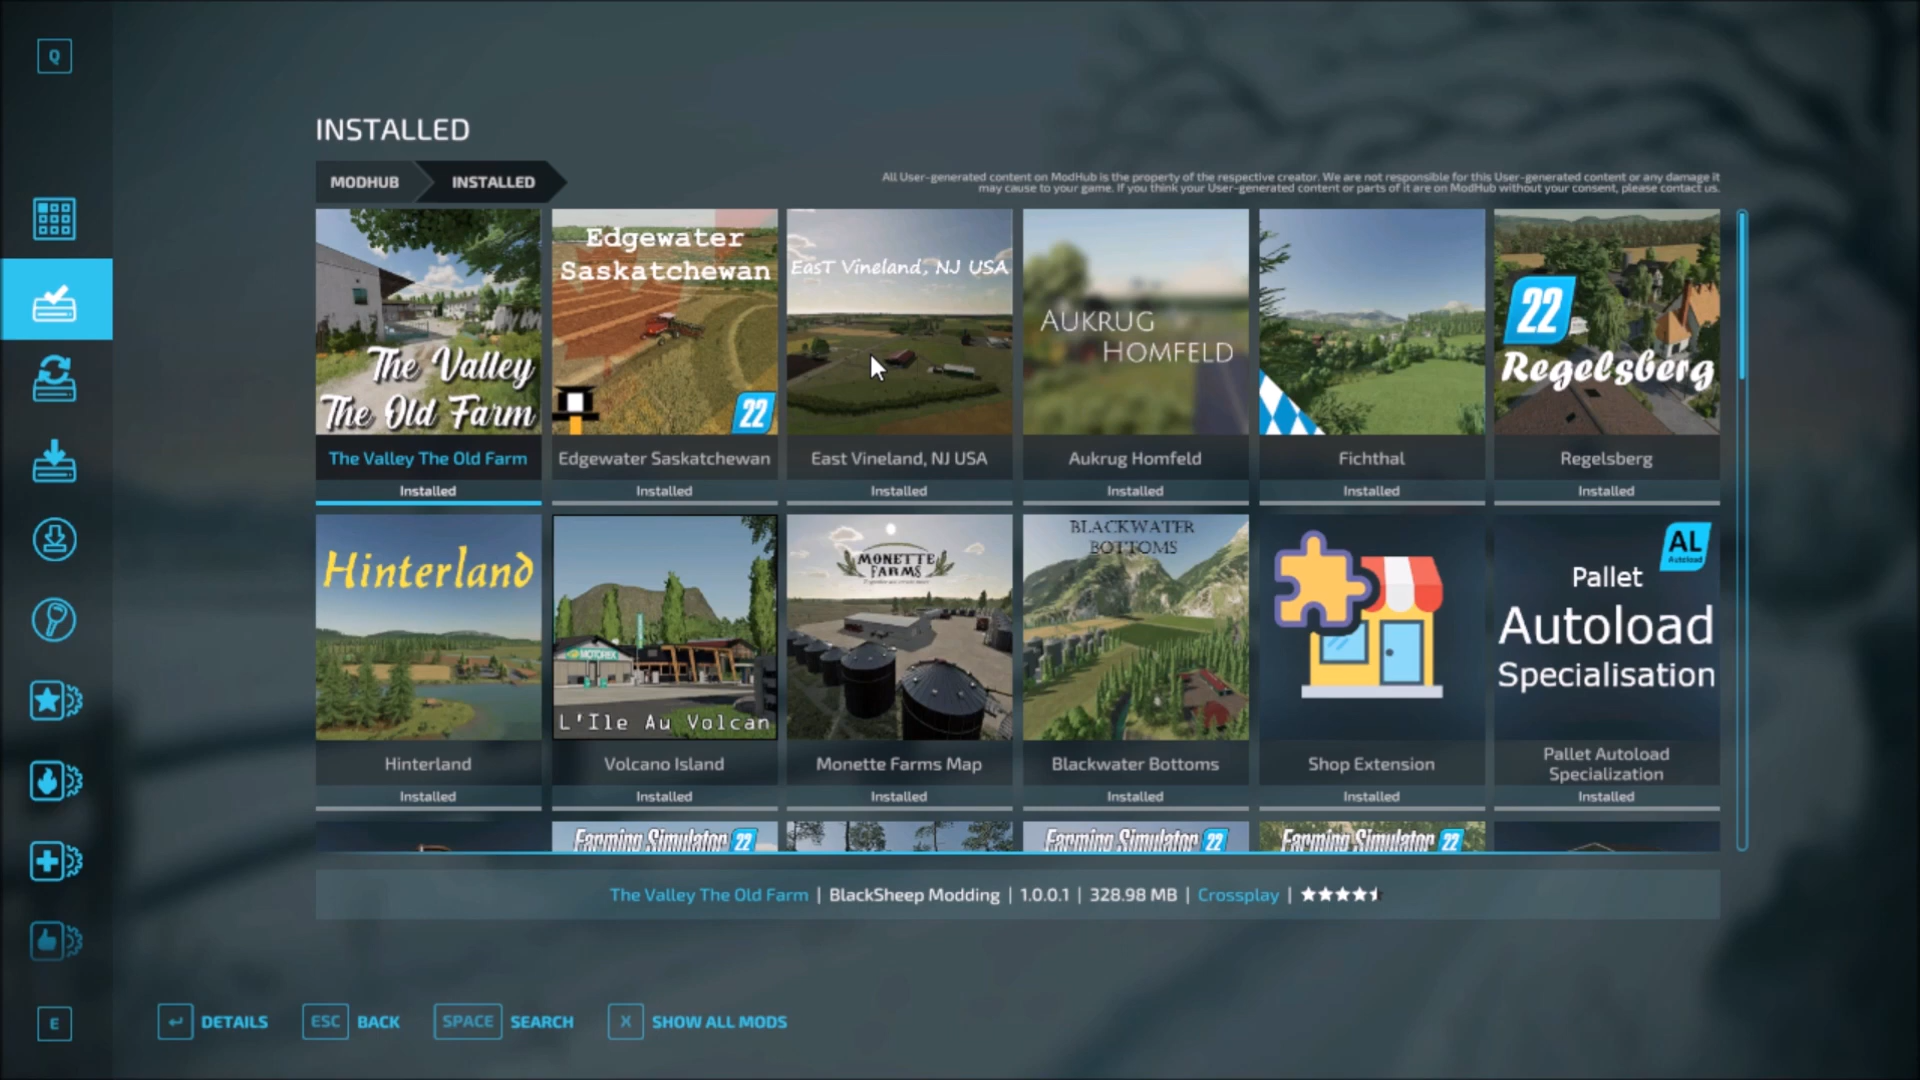 Q
INSTALLED
MODHUB
INSTALLED
All User-generated content on ModHub is the property of the respective creator. We are not responsible for this User-generated content or any damage it
may cause to your game. If you think your User-generated content or parts of it are on ModHub without your consent, please contact us.
The Valley
The Old Farm
Edgewater
Saskatchewan
22
EasT Vineland, NJ USA
AUKRUG
HOMFELD
22
Regelsberg
The Valley The Old Farm
Edgewater Saskatchewan
East Vineland, NJ USA
Aukrug Homfeld
Fichthal
Regelsberg
Installed
Installed
Installed
Installed
Installed
Installed
Hinterland
MOTOREX
L'Ile Au Volcan
MONETTE
FARMS
BLACKWATER
BOTTOMS
AL
Autoload
Pallet
Autoload
Specialisation
Hinterland
Volcano Island
Monette Farms Map
Blackwater Bottoms
Shop Extension
Pallet Autoload
Specialization
Installed
Installed
Installed
Installed
Installed
Installed
Farming Simulator 22
Farming Simulator 22
Farming Simulator 22
The Valley The Old Farm | BlackSheep Modding | 1.0.0.1 | 328.98 MB | Crossplay |
E
DETAILS
ESC BACK
SPACE SEARCH
X SHOW ALL MODS